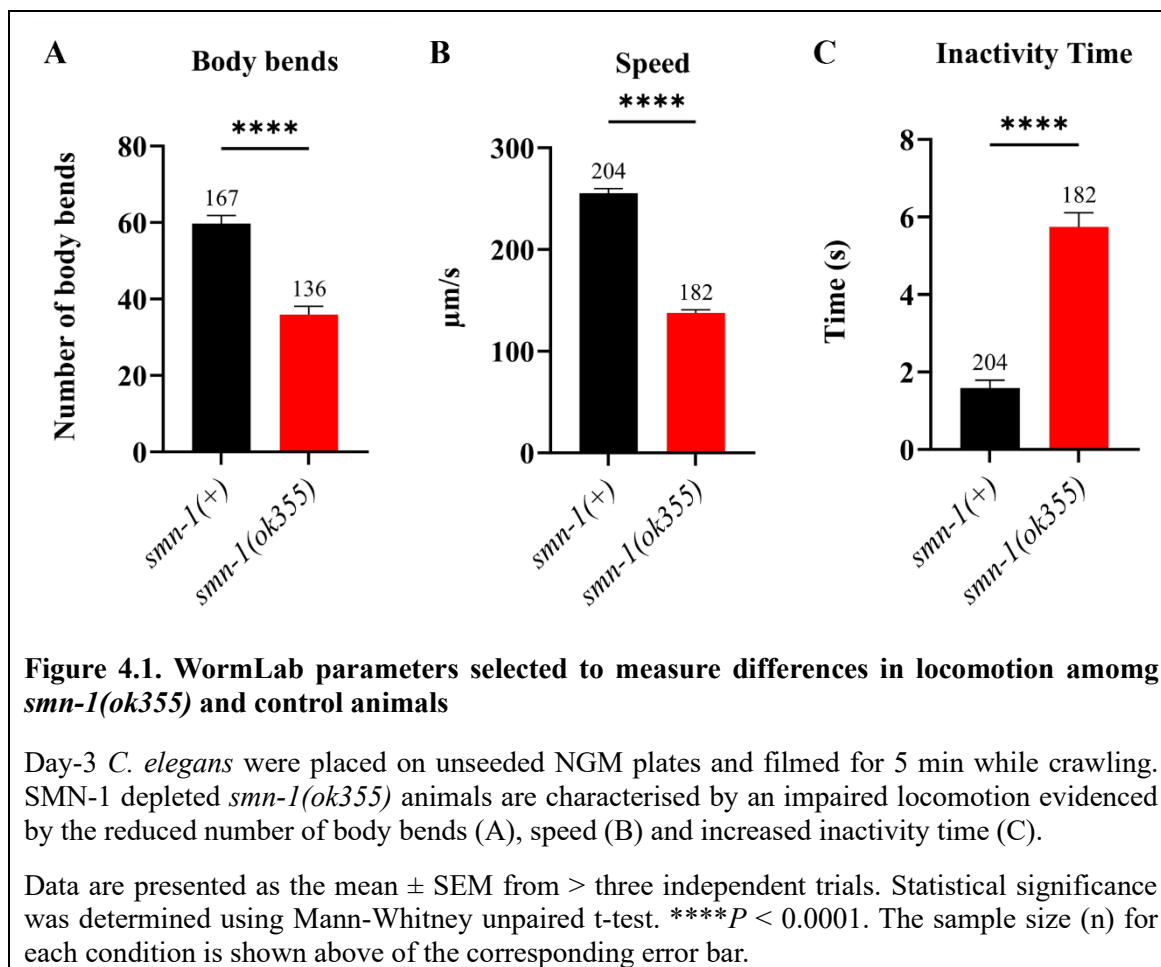 A Body bends
****
Number of body bends
80
60
40
20
0
167
136
smn-1(+)
smn-1(ok355)
B Speed
****
µm/s
300
200
100
0
204
182
smn-1(+)
smn-1(ok355)
C Inactivity Time
****
Time (s)
8
6
4
2
0
204
182
smn-1(+)
smn-1(ok355)
Figure 4.1. WormLab parameters selected to measure differences in locomotion amomg
smn-1(ok355) and control animals
Day-3 C. elegans were placed on unseeded NGM plates and filmed for 5 min while crawling.
SMN-1 depleted smn-1(ok355) animals are characterised by an impaired locomotion evidenced
by the reduced number of body bends (A), speed (B) and increased inactivity time (C).
Data are presented as the mean ± SEM from > three independent trials. Statistical significance
was determined using Mann-Whitney unpaired t-test. ****P < 0.0001. The sample size (n) for
each condition is shown above of the corresponding error bar.